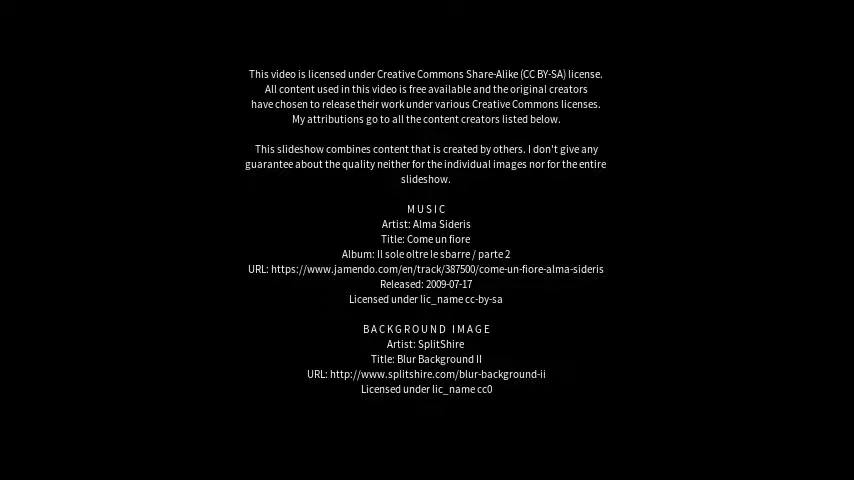 This video is licensed under Creative Commons Share-Alike (CC BY-SA) license.
All content used in this video is free available and the original creators
have chosen to release their work under various Creative Commons licenses.
My attributions go to all the content creators listed below.
This slideshow combines content that is created by others. I don't give any
guarantee about the quality neither for the individual images nor for the entire
slideshow.
MUSIC
Artist: Alma Sideris
Title: Come un fiore
Album: Il sole oltre le sbarre / parte 2
URL: https://www.jamendo.com/en/track/387500/come-un-fiore-alma-sideris
Released: 2009-07-17
Licensed under lic_name cc-by-sa
BACKGROUND IMAGE
Artist: SplitShire
Title: Blur Background II
URL: http://www.splitshire.com/blur-background-ii
Licensed under lic_name cc0